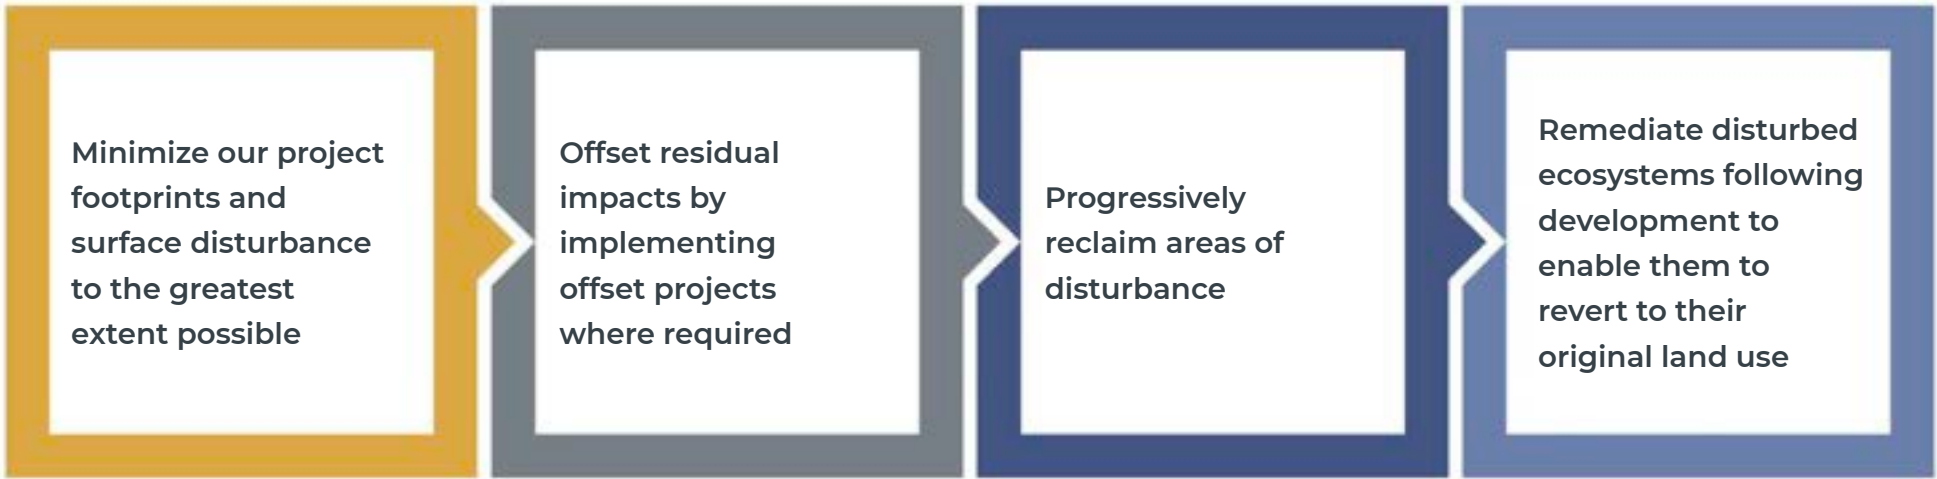 Minimize our project
footprints and
surface disturbance
to the greatest
extent possible
Offset residual
impacts by
implementing
offset projects
where required
Progressively
reclaim areas of
disturbance
Remediate disturbed
ecosystems following
development to
enable them to
revert to their
original land use